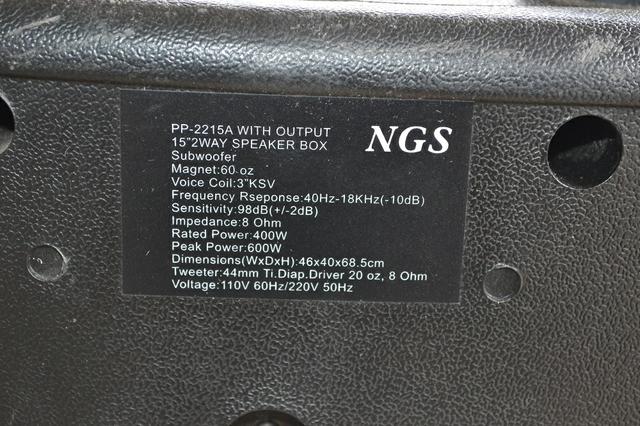 PP-2215A WITH OUTPUT
15"2WAY SPEAKER BOX
NGS
Subwoofer
Magnet:60 oz
Voice Coil:3"KSV
Frequency Rseponse:40Hz-18KHz(-10dB)
Sensitivity:98dB(+/-2dB)
Impedance:8 Ohm
Rated Power:400W
Peak Power:600W
Dimensions(WxDxH):46x40x68.5cm
Tweeter:44mm Ti.Diap.Driver 20 oz, 8 Ohm
Voltage:110V 60Hz/220V 50Hz